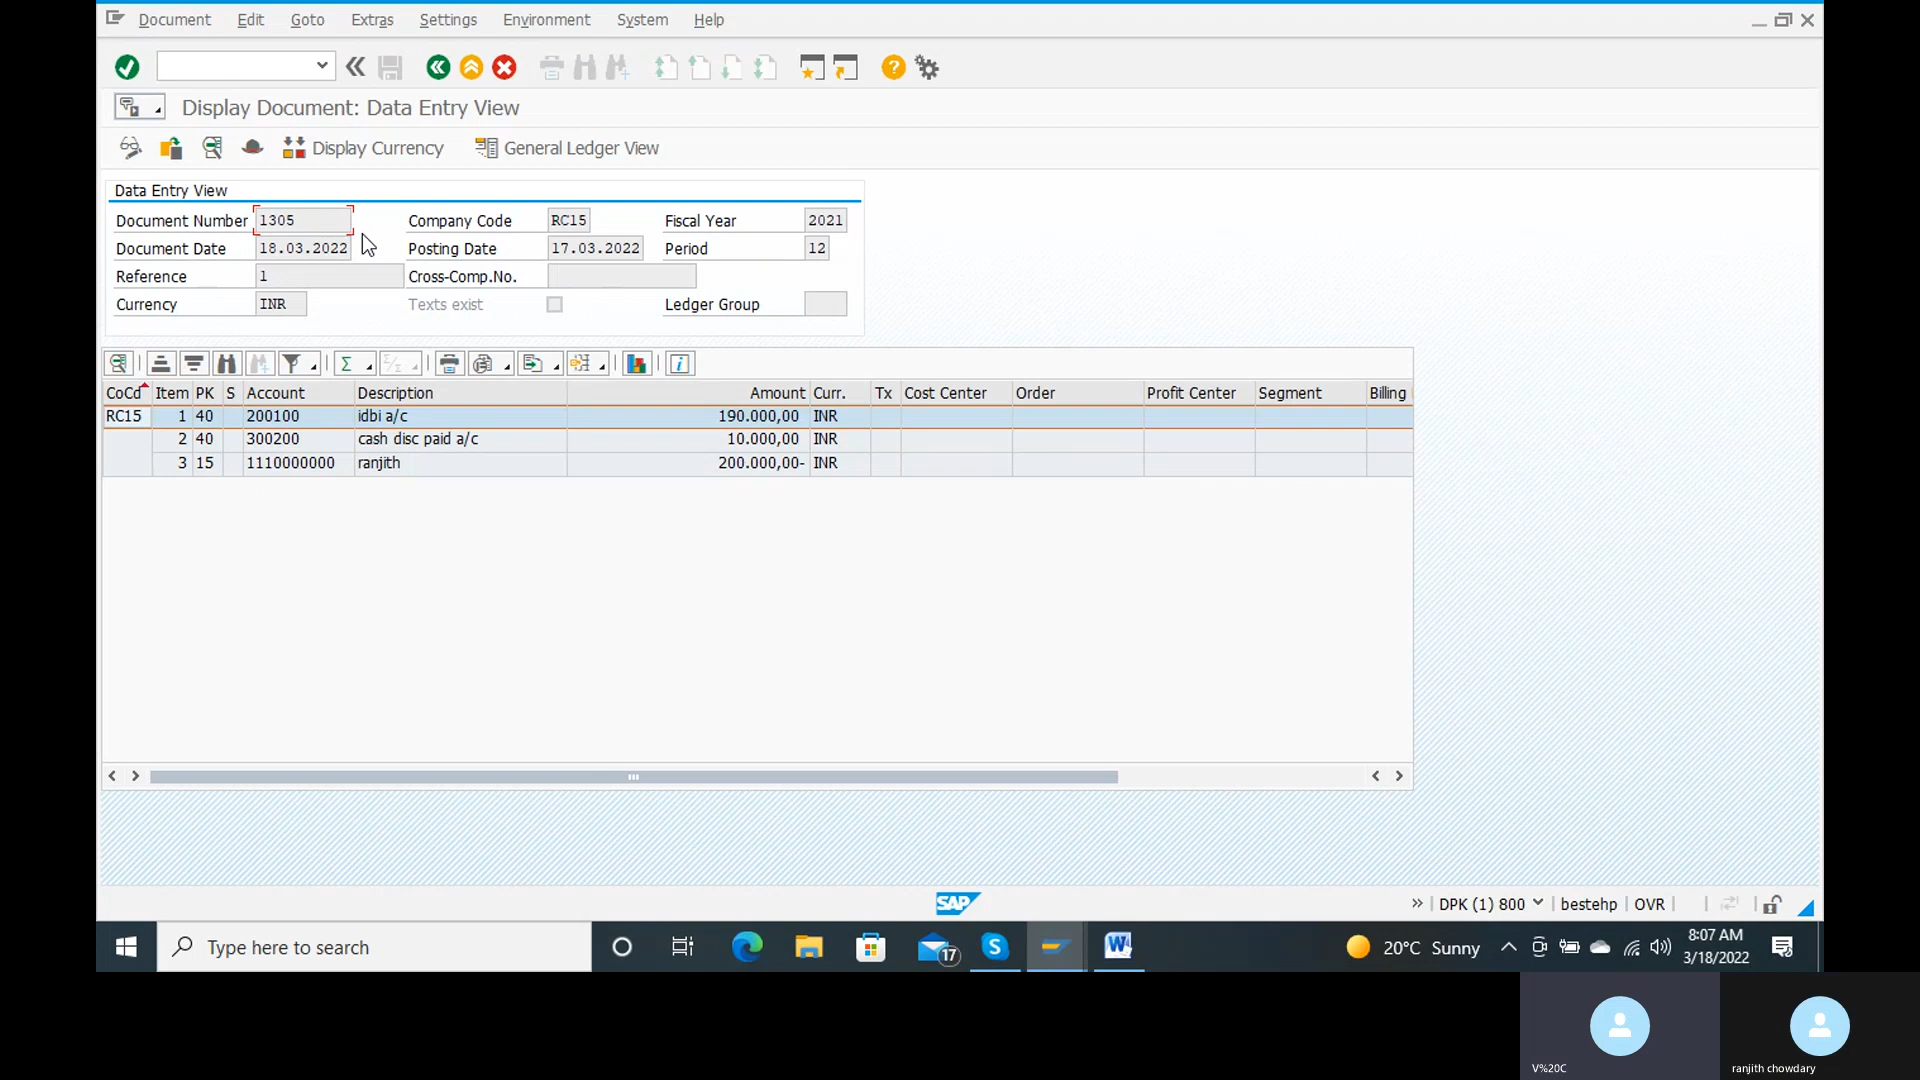 Document Edit Goto Extras Settings Environment System Help
Display Document: Data Entry View
Display Currency General Ledger View
Data Entry View
Document Number 1305 Company Code RC15 Fiscal Year 2021
Document Date 18.03.2022 Posting Date 17.03.2022 Period 12
Reference 1 Cross-Comp.No.
Currency INR Texts exist Ledger Group
CoCd Item PK S Account Description Amount Curr. Tx Cost Center Order Profit Center Segment Billing
RC15 1 40 200100 idbi a/c 190.000,00 INR
2 40 300200 cash disc paid a/c 10.000,00 INR
3 15 1110000000 ranjith 200.000,00- INR
SAP DPK (1) 800 bestehp OVR
Type here to search 17 20°C Sunny 8:07 AM
3/18/2022
V%20C ranjith chowdary